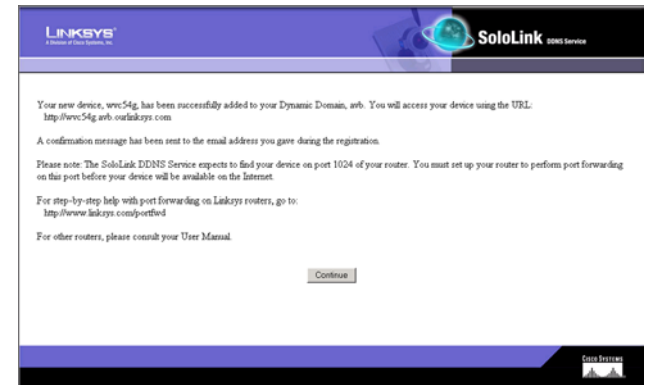 LINKSYS®
A Division of Cisco Systems, Inc.
SoloLink DDNS Service
Your new device, wvc54g, has been successfully added to your Dynamic Domain, avb. You will access your device using the URL:
http://wvc54g.avb.ourlinksys.com
A confirmation message has been sent to the email address you gave during the registration.
Please note: The SoloLink DDNS Service expects to find your device on port 1024 of your router. You must set up your router to perform port forwarding
on this port before your device will be available on the Internet.
For step-by-step help with port forwarding on Linksys routers, go to:
http://www.linksys.com/portfwd
For other routers, please consult your User Manual.
Continue
CISCO SYSTEMS